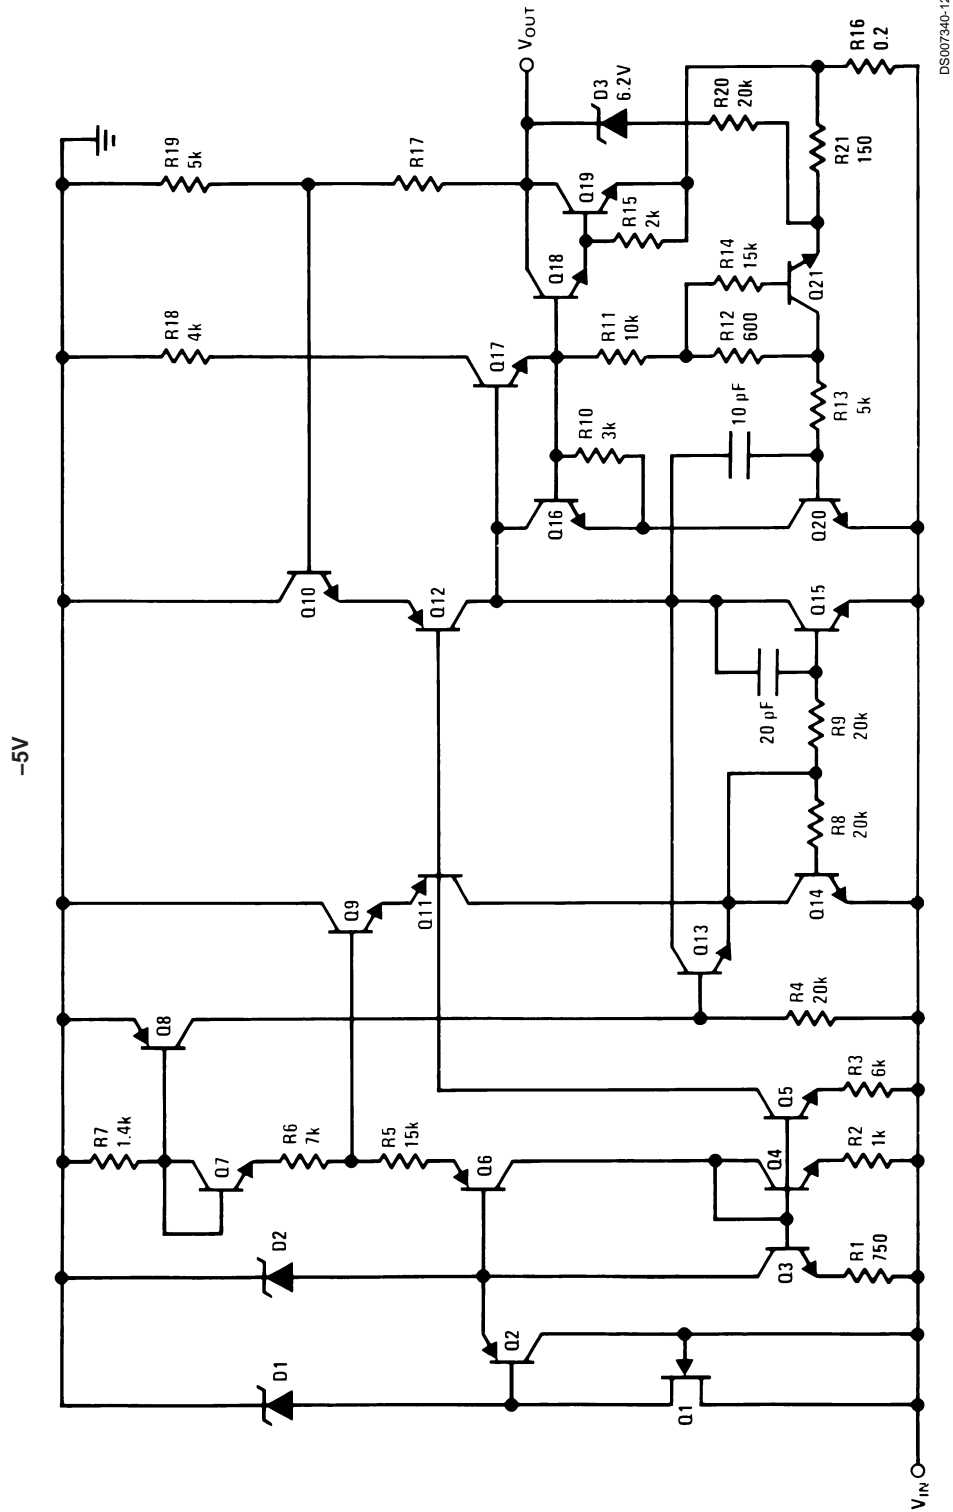 −5V
R7
1.4k
R6
7k
R5
15k
R18
4k
R19
5k
R17
VOUT
D1
D2
Q7
Q8
Q9
Q10
Q11
Q12
Q17
Q18
Q19
D3
6.2V
R15
2k
R20
20k
R11
10k
R14
15k
R10
3k
R12
600
Q16
10 pF
Q21
R21
150
R16
0.2
R13
5k
Q20
Q2
Q6
Q13
Q1
Q3
Q4
Q5
Q14
Q15
20 pF
R8
20k
R9
20k
R1
750
R2
1k
R3
6k
R4
20k
VIN
DS007340-12